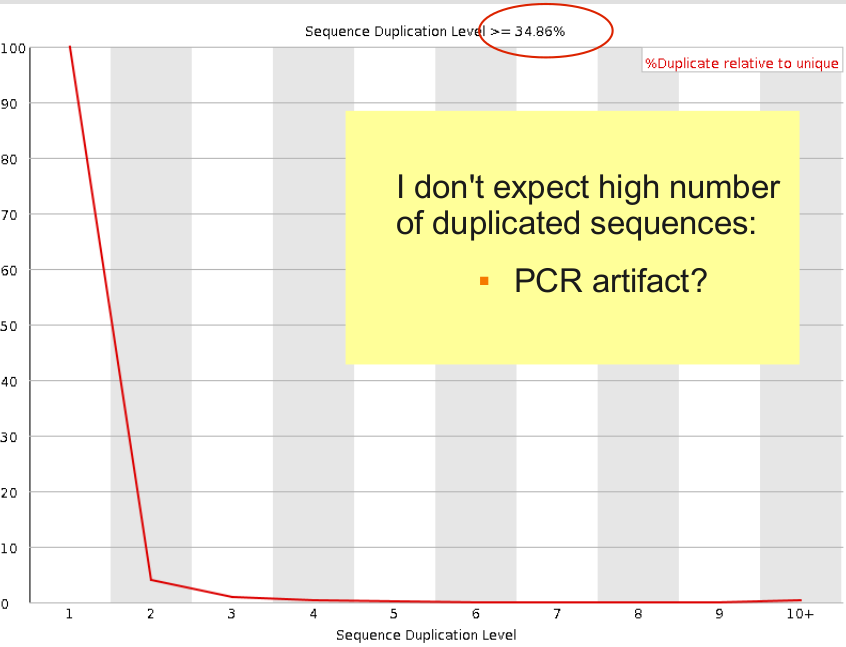 Sequence Duplication Level >= 34.86%
100
%Duplicate relative to unique
90
80
70
60
50
40
30
20
10
0
I don't expect high number
of duplicated sequences:
▪ PCR artifact?
1 2 3 4 5 6 7 8 9 10+
Sequence Duplication Level